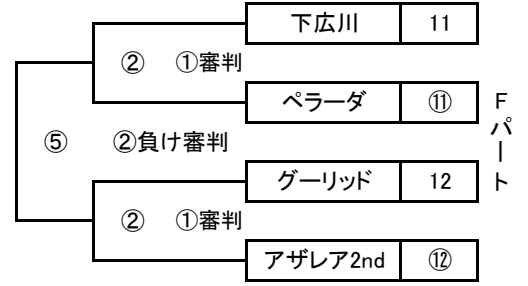 下広川 11
② ①審判
ペラーダ ⑪
⑤ ②負け審判
グーリッド 12
② ①審判
アザレア2nd ⑫
Fパート